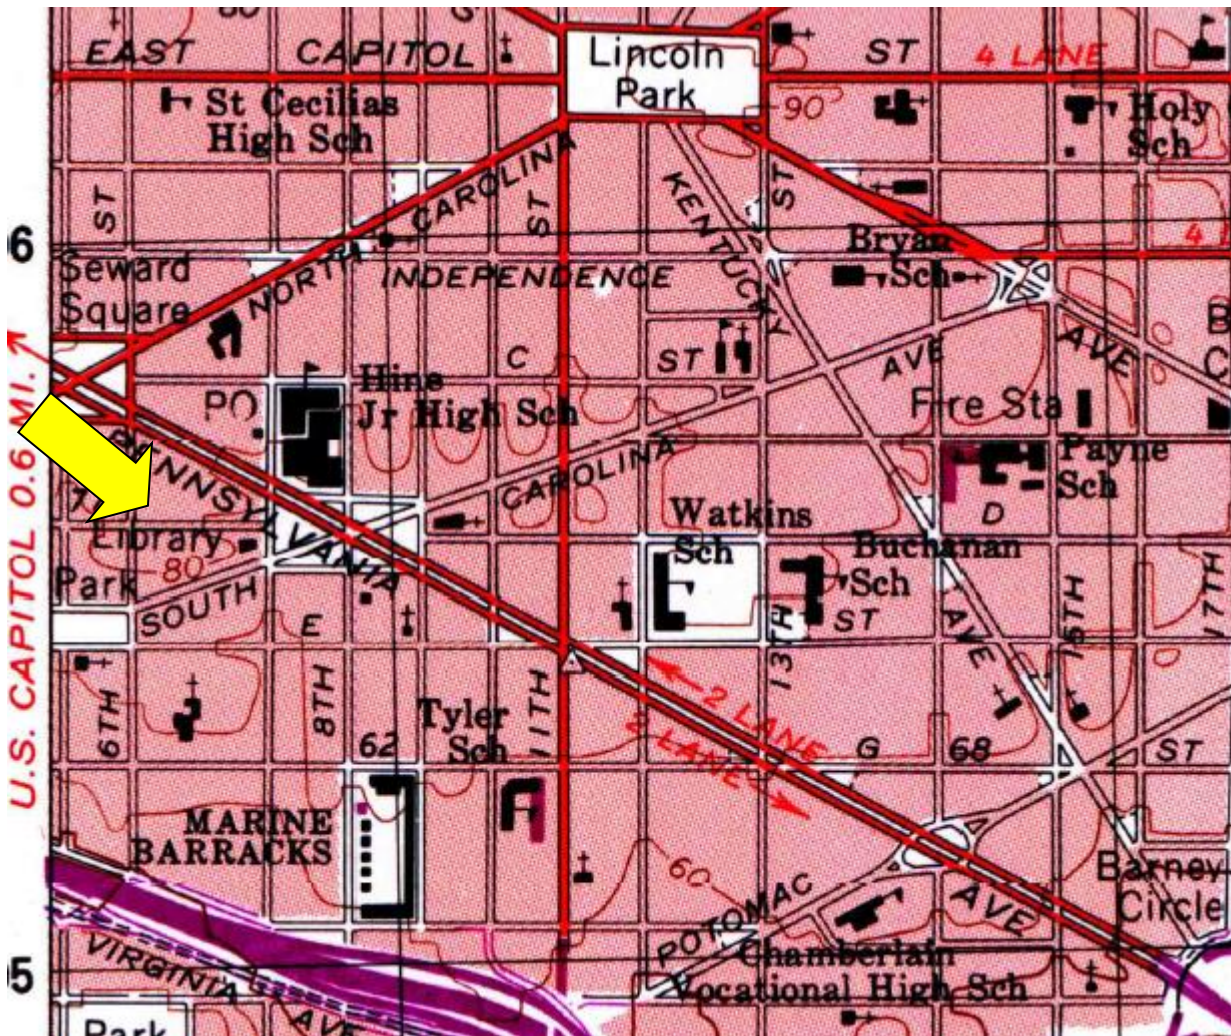 80
S
EAST CAPITOL ST 4 LANE
Lincoln
Park
90
St Cecilias
High Sch
Holy
Sch
ST
ST
ST
NORTH CAROLINA
KENTUCKY
6
Seward
Square
INDEPENDENCE
Bryan
Sch
4
AVE
AVE
C ST
PO
Hine
Jr High Sch
Fire Sta
U.S. CAPITOL 0.6 MI.
PENNSYLVANIA
CAROLINA
Payne
Sch
Watkins
Sch
D
Library
80
Park
SOUTH
Buchanan
Sch
E
ST
13TH
AVE
15TH
17TH
6TH
8TH
11TH
Tyler
Sch
62
2 LANE
2 LANE
G
68
ST
MARINE
BARRACKS
60
POTOMAC
AVE
Barney
Circle
5
VIRGINIA
AVE
Chamberlain
Vocational High Sch
Park